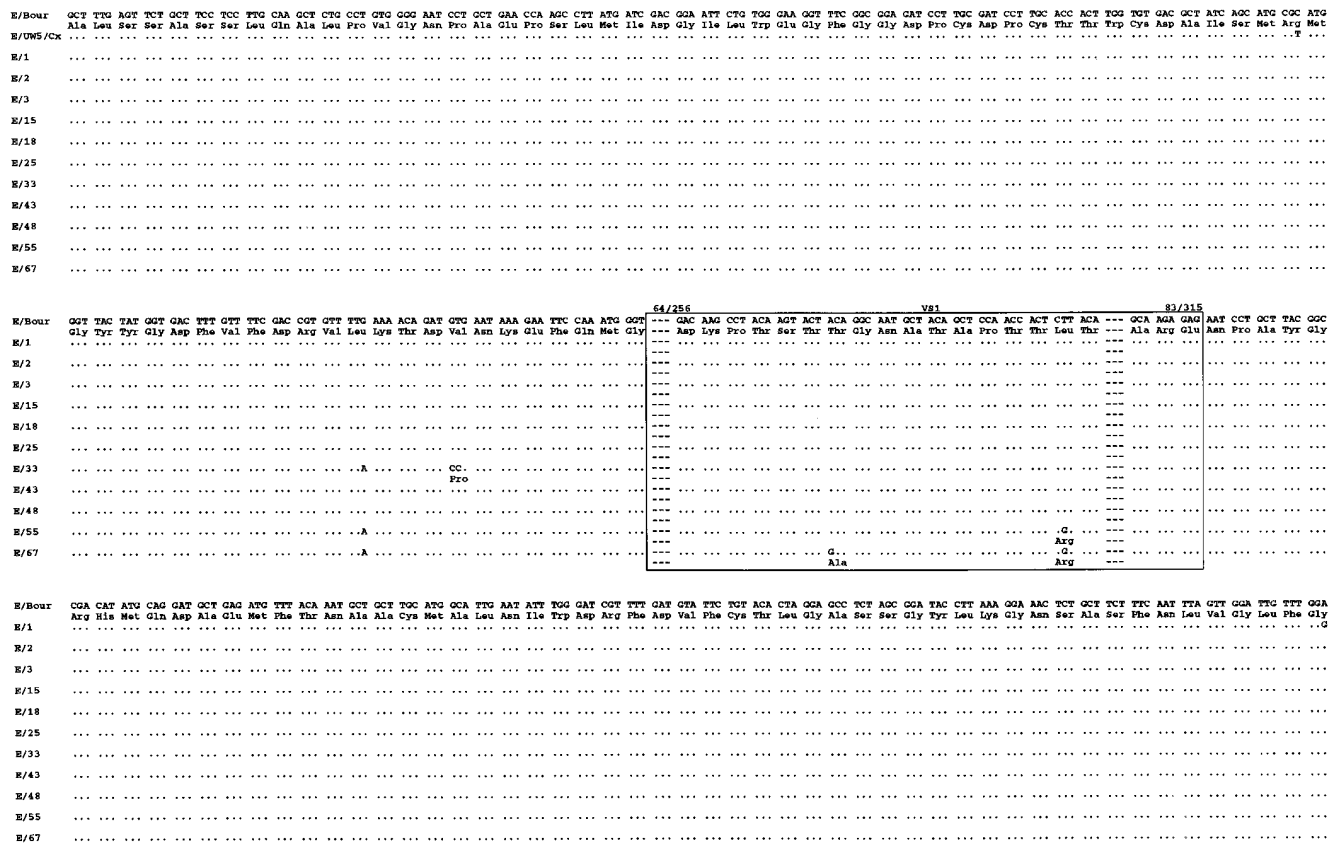 E/Bour GCT TTG AGT TCT GCT TCC TCC TTG CAA GCT CTG CCT GTG GGG AAT CCT GCT GAA CCA AGC CTT ATG ATC GAC GGA ATT CTG TGG GAA GGT TTC GGC GGA GAT CCT TGC GAT CCT TGC ACC ACT TGG TGT GAC GCT ATC AGC ATG CGC ATG
Ala Leu Ser Ser Ala Ser Ser Leu Gln Ala Leu Pro Val Gly Asn Pro Ala Glu Pro Ser Leu Met Ile Asp Gly Ile Leu Trp Glu Gly Phe Gly Gly Asp Pro Cys Asp Pro Cys Thr Thr Trp Cys Asp Ala Ile Ser Met Arg Met
E/UW5/Cx ..T
E/1
E/2
E/3
E/15
E/18
E/25
E/33
E/43
E/48
E/55
E/67
64/256 VS1 83/315
E/Bour GGT TAC TAT GGT GAC TTT GTT TTC GAC CGT GTT TTG AAA ACA GAT GTG AAT AAA GAA TTC CAA ATG GGT --- GAC AAG CCT ACA AGT ACT ACA GGC AAT GCT ACA GCT CCA ACC ACT CTT ACA --- GCA AGA GAG AAT CCT GCT TAC GGC
Gly Tyr Tyr Gly Asp Phe Val Phe Asp Arg Val Leu Lys Thr Asp Val Asn Lys Glu Phe Gln Met Gly --- Asp Lys Pro Thr Ser Thr Thr Gly Asn Ala Thr Ala Pro Thr Thr Leu Thr --- Ala Arg Glu Asn Pro Ala Tyr Gly
E/1 --- ---
--- ---
E/2 --- ---
--- ---
E/3 --- ---
--- ---
E/15 --- ---
--- ---
E/18 --- ---
--- ---
E/25 --- ---
--- ---
E/33 ..A CC. --- ---
Pro --- ---
E/43 --- ---
--- ---
E/48 --- ---
--- ---
E/55 ..A --- .G. ---
--- Arg ---
E/67 ..A --- G.. .G. ---
--- Ala Arg ---
E/Bour CGA CAT ATG CAG GAT GCT GAG ATG TTT ACA AAT GCT GCT TGC ATG GCA TTG AAT ATT TGG GAT CGT TTT GAT GTA TTC TGT ACA CTA GGA GCC TCT AGC GGA TAC CTT AAA GGA AAC TCT GCT TCT TTC AAT TTA GTT GGA TTG TTT GGA
Arg His Met Gln Asp Ala Glu Met Phe Thr Asn Ala Ala Cys Met Ala Leu Asn Ile Trp Asp Arg Phe Asp Val Phe Cys Thr Leu Gly Ala Ser Ser Gly Tyr Leu Lys Gly Asn Ser Ala Ser Phe Asn Leu Val Gly Leu Phe Gly
E/1 ..G
E/2
E/3
E/15
E/18
E/25
E/33
E/43
E/48
E/55
E/67